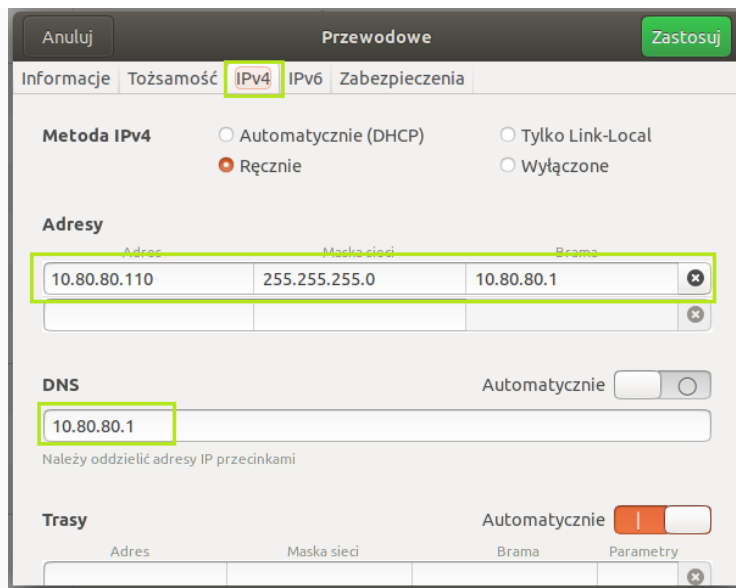 Anuluj Przewodowe Zastosuj
Informacje Tożsamość IPv4 IPv6 Zabezpieczenia
Metoda IPv4 Automatycznie (DHCP) Tylko Link-Local
Ręcznie Wyłączone
Adresy
Adres Maska sieci Brama
10.80.80.110 255.255.255.0 10.80.80.1
DNS Automatycznie
10.80.80.1
Należy oddzielić adresy IP przecinkami
Trasy Automatycznie
Adres Maska sieci Brama Parametry